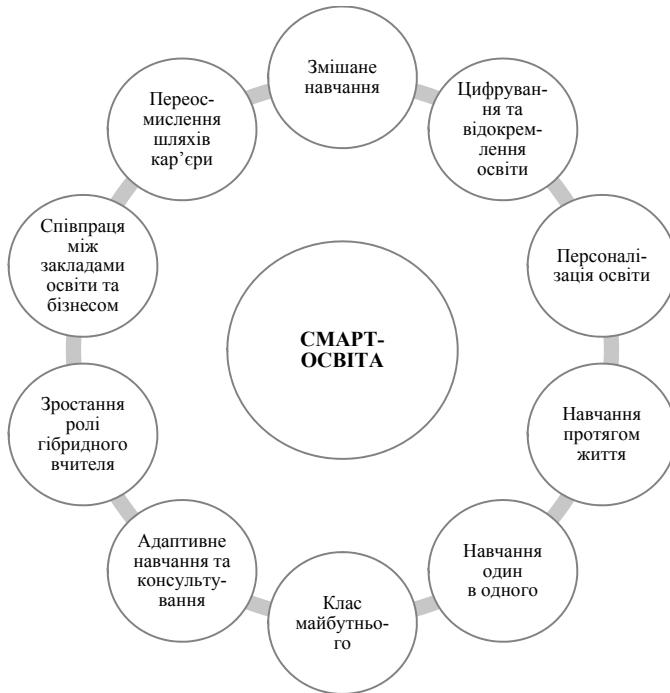 Змішане
навчання
Цифруван-
ня та
відокрем-
лення
освіти
Персоналі-
зація освіти
Навчання
протягом
життя
Навчання
один
в одного
Клас
майбутньо-
го
Адаптивне
навчання та
консульту-
вання
Зростання
ролі
гібридного
вчителя
Співпраця
між
закладами
освіти та
бізнесом
Переос-
мислення
шляхів
кар’єри
СМАРТ-
ОСВІТА